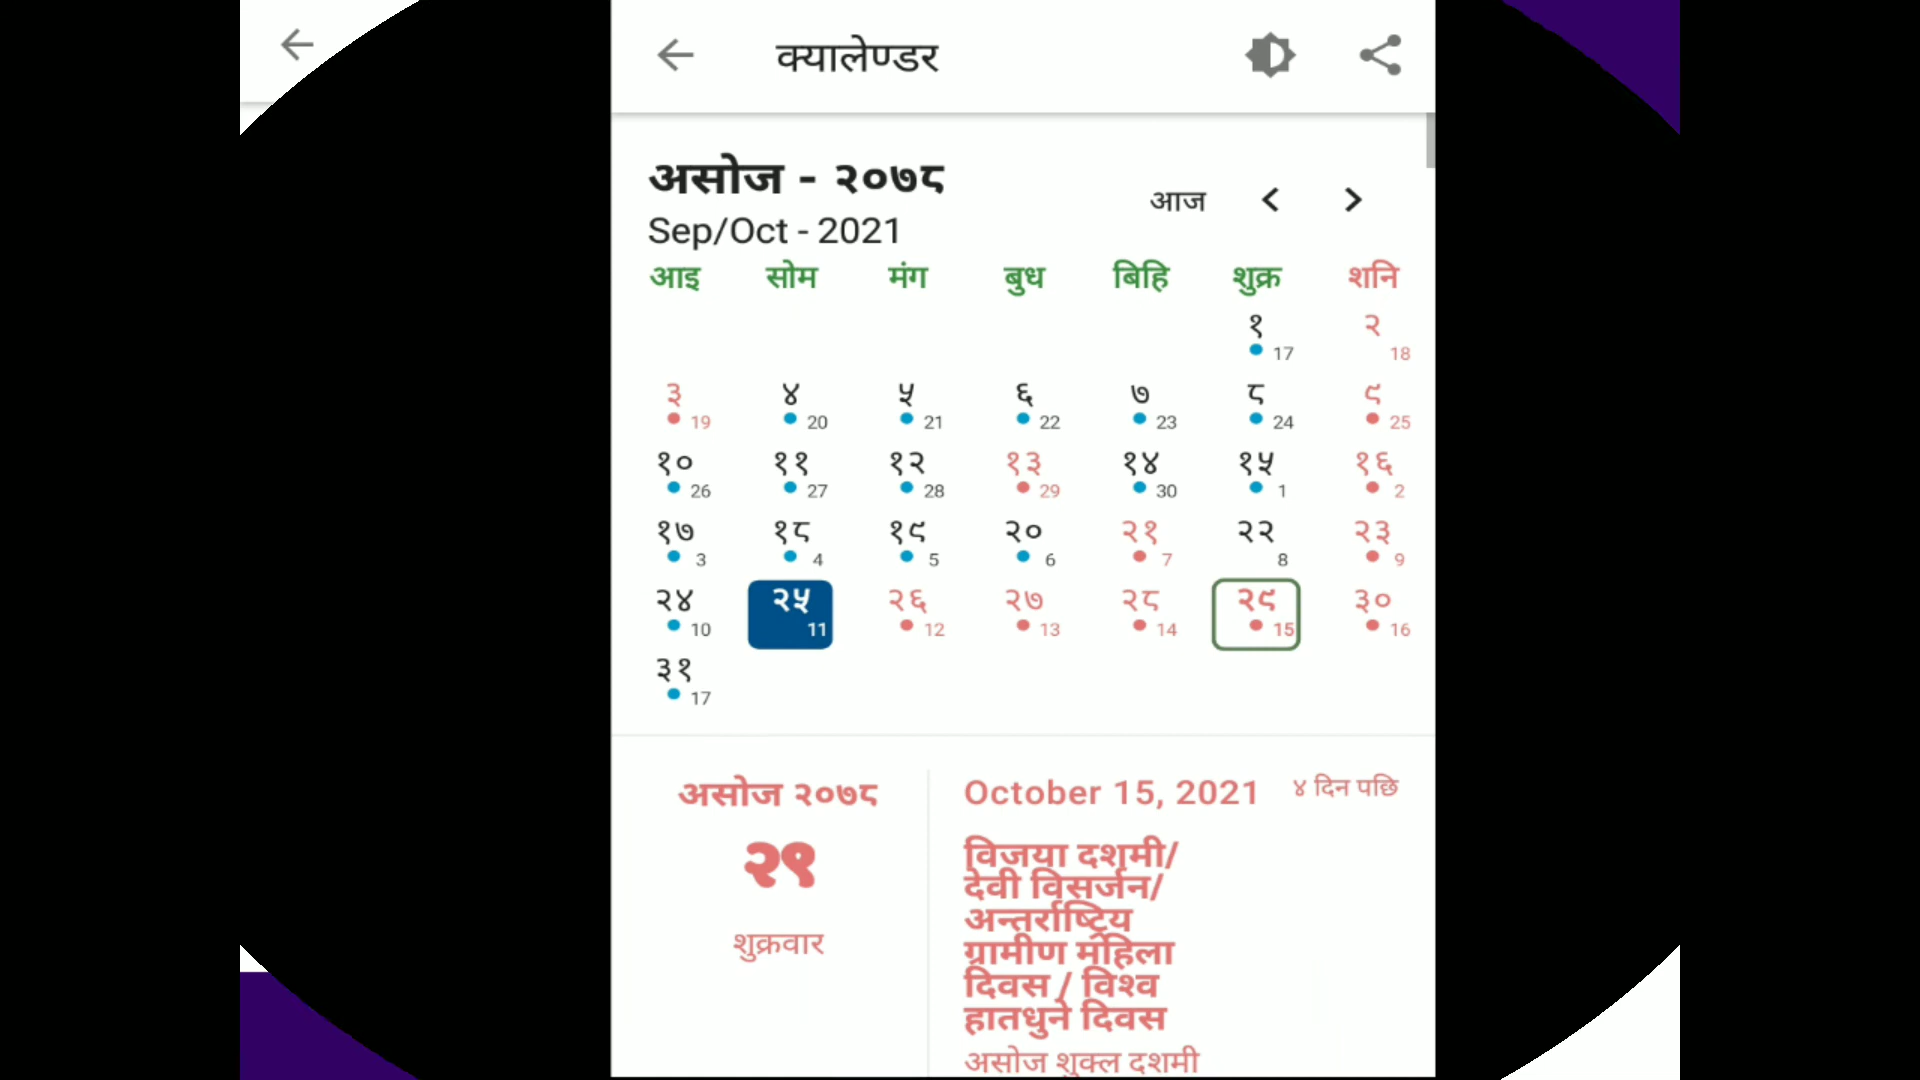 क्यालेण्डर
असोज - २०७८
Sep/Oct - 2021
आज
आइ सोम मंग बुध बिहि शुक्र शनि
१ २
17 18
३ ४ ५ ६ ७ ८ ९
19 20 21 22 23 24 25
१० ११ १२ १३ १४ १५ १६
26 27 28 29 30 1 2
१७ १८ १९ २० २१ २२ २३
3 4 5 6 7 8 9
२४ २५ २६ २७ २८ २९ ३०
10 11 12 13 14 15 16
३१
17
असोज २०७८
२९
शुक्रवार
October 15, 2021
४ दिन पछि
विजया दशमी/
देवी विसर्जन/
अन्तर्राष्ट्रिय
ग्रामीण महिला
दिवस / विश्व
हातधुने दिवस
असोज शुक्ल दशमी